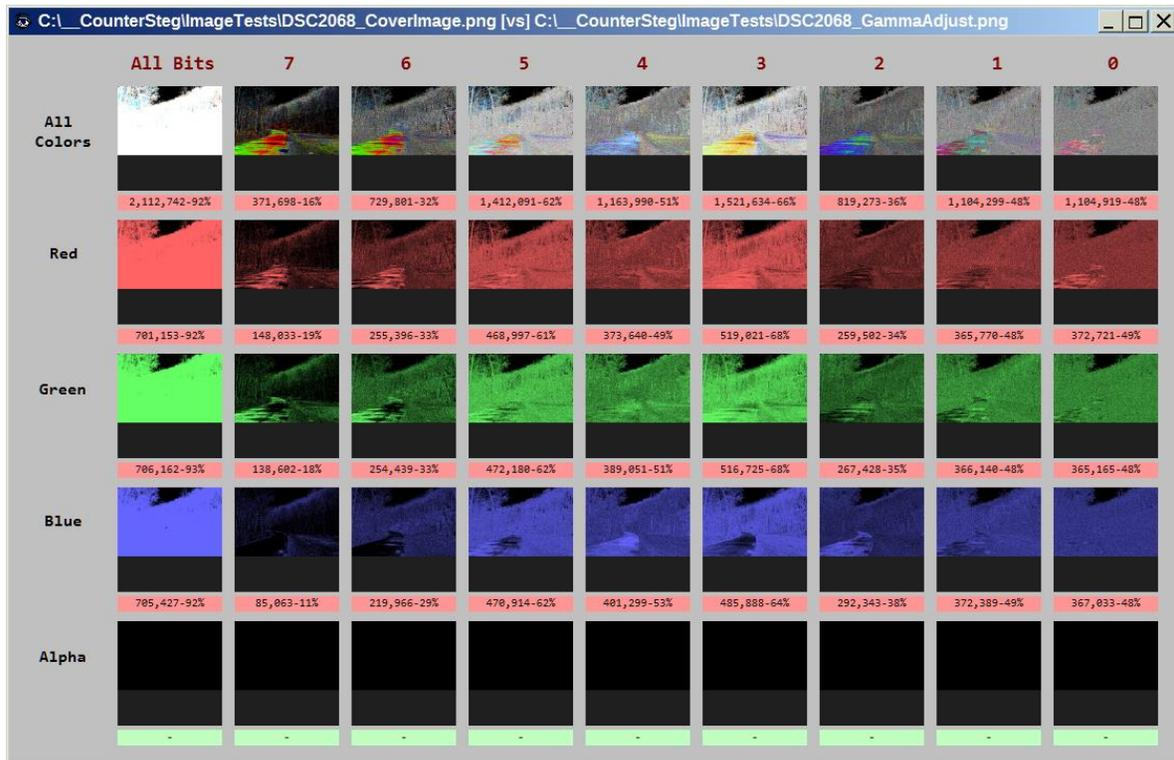 C:\__CounterSteg\ImageTests\DSC2068_CoverImage.png [vs] C:\__CounterSteg\ImageTests\DSC2068_GammaAdjust.png
All Bits 7 6 5 4 3 2 1 0
All
Colors
2,112,742-92% 371,698-16% 729,801-32% 1,412,091-62% 1,163,990-51% 1,521,634-66% 819,273-36% 1,104,299-48% 1,104,919-48%
Red
701,153-92% 148,033-19% 255,396-33% 468,997-61% 373,640-49% 519,021-68% 259,502-34% 365,770-48% 372,721-49%
Green
706,162-93% 138,602-18% 254,439-33% 472,180-62% 389,051-51% 516,725-68% 267,428-35% 366,140-48% 365,165-48%
Blue
705,427-92% 85,063-11% 219,966-29% 470,914-62% 401,299-53% 485,888-64% 292,343-38% 372,389-49% 367,033-48%
Alpha
- - - - - - - - -